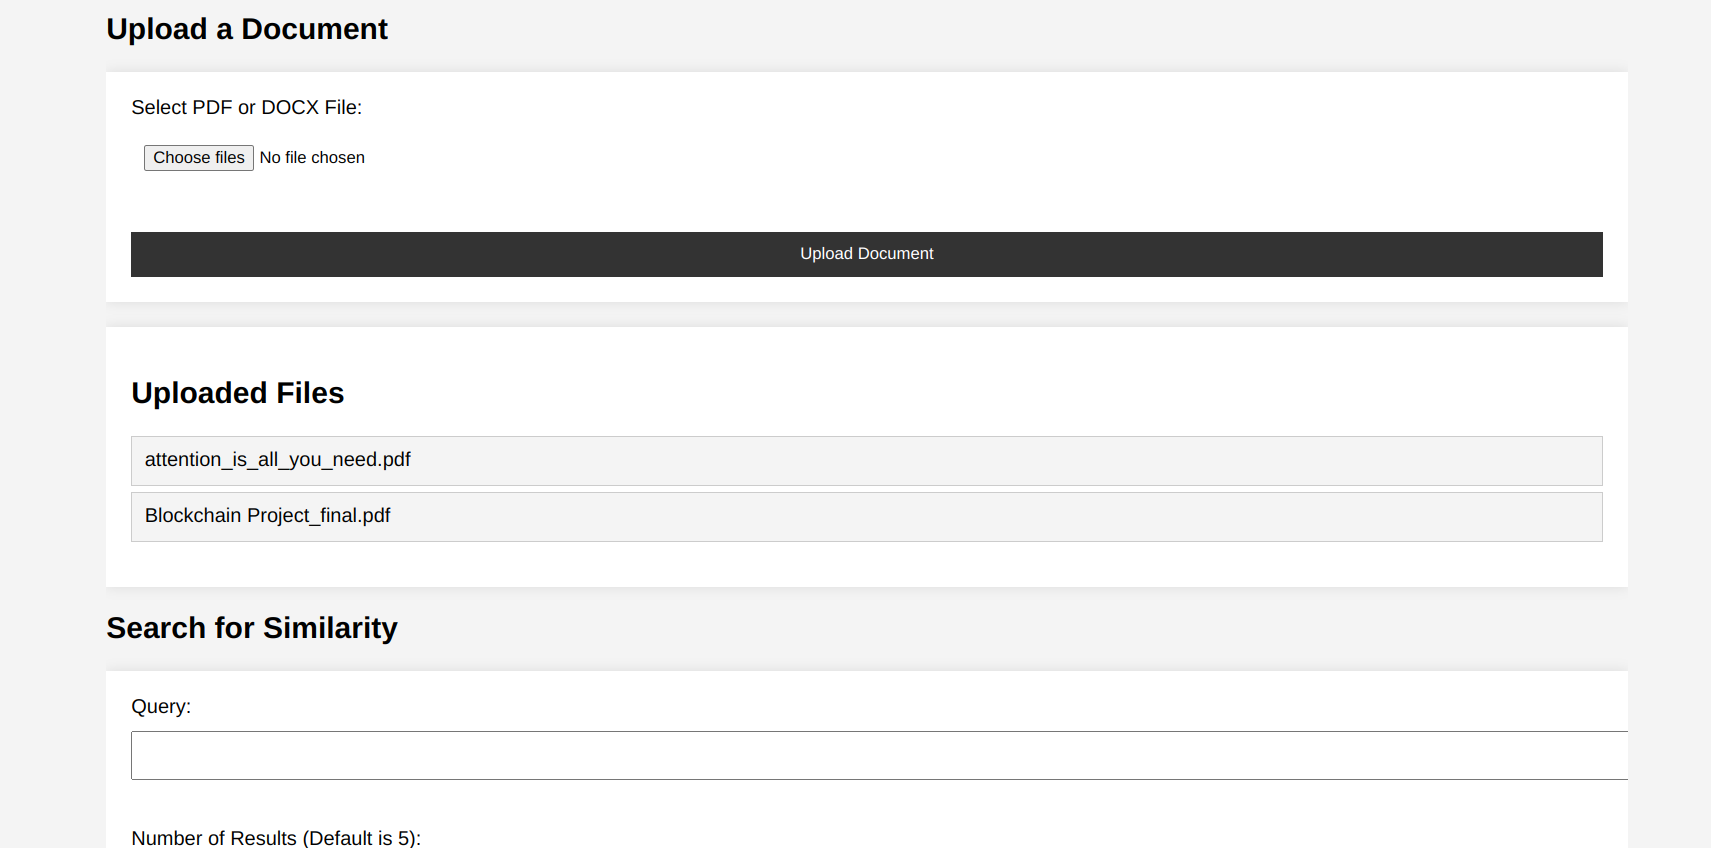 Upload a Document
Select PDF or DOCX File:
Choose files No file chosen
Upload Document
Uploaded Files
attention_is_all_you_need.pdf
Blockchain Project_final.pdf
Search for Similarity
Query:
Number of Results (Default is 5):